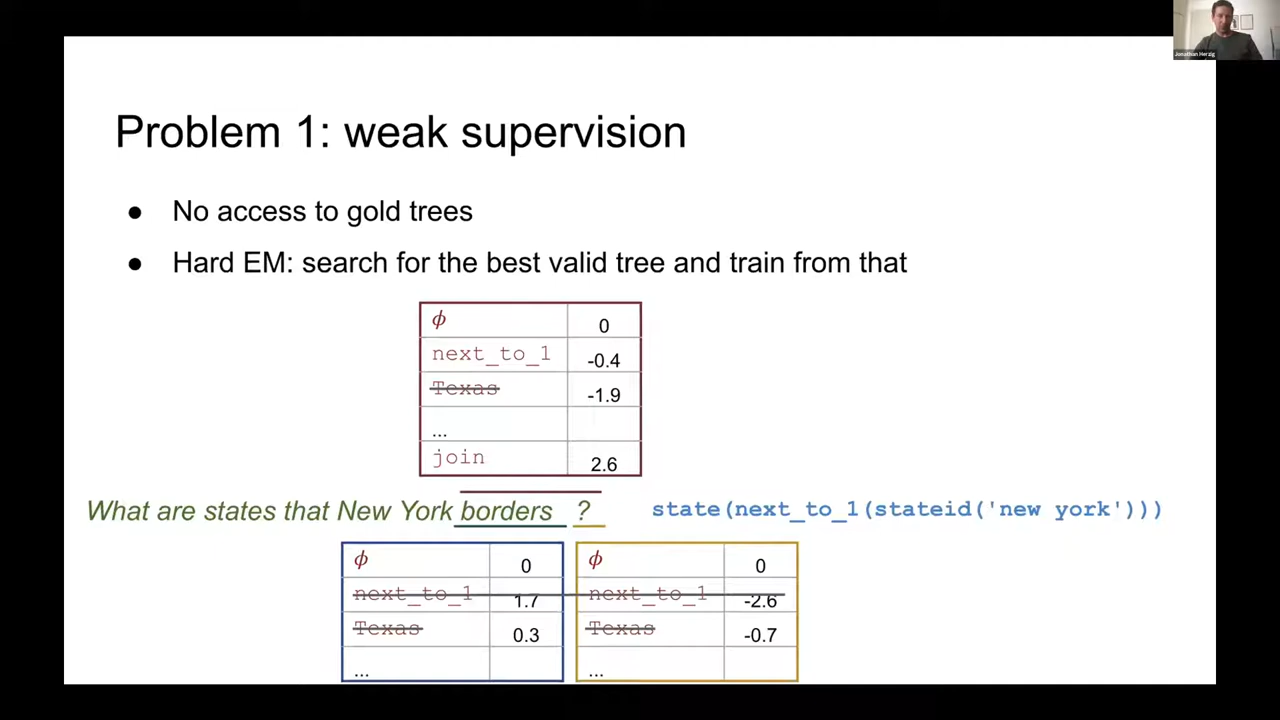 Jonathan Herzig
Problem 1: weak supervision
● No access to gold trees
● Hard EM: search for the best valid tree and train from that
ϕ 0
next_to_1 -0.4
Texas -1.9
...
join 2.6
What are states that New York borders ?
state(next_to_1(stateid('new york')))
ϕ 0
next_to_1 1.7
Texas 0.3
...
ϕ 0
next_to_1 -2.6
Texas -0.7
...